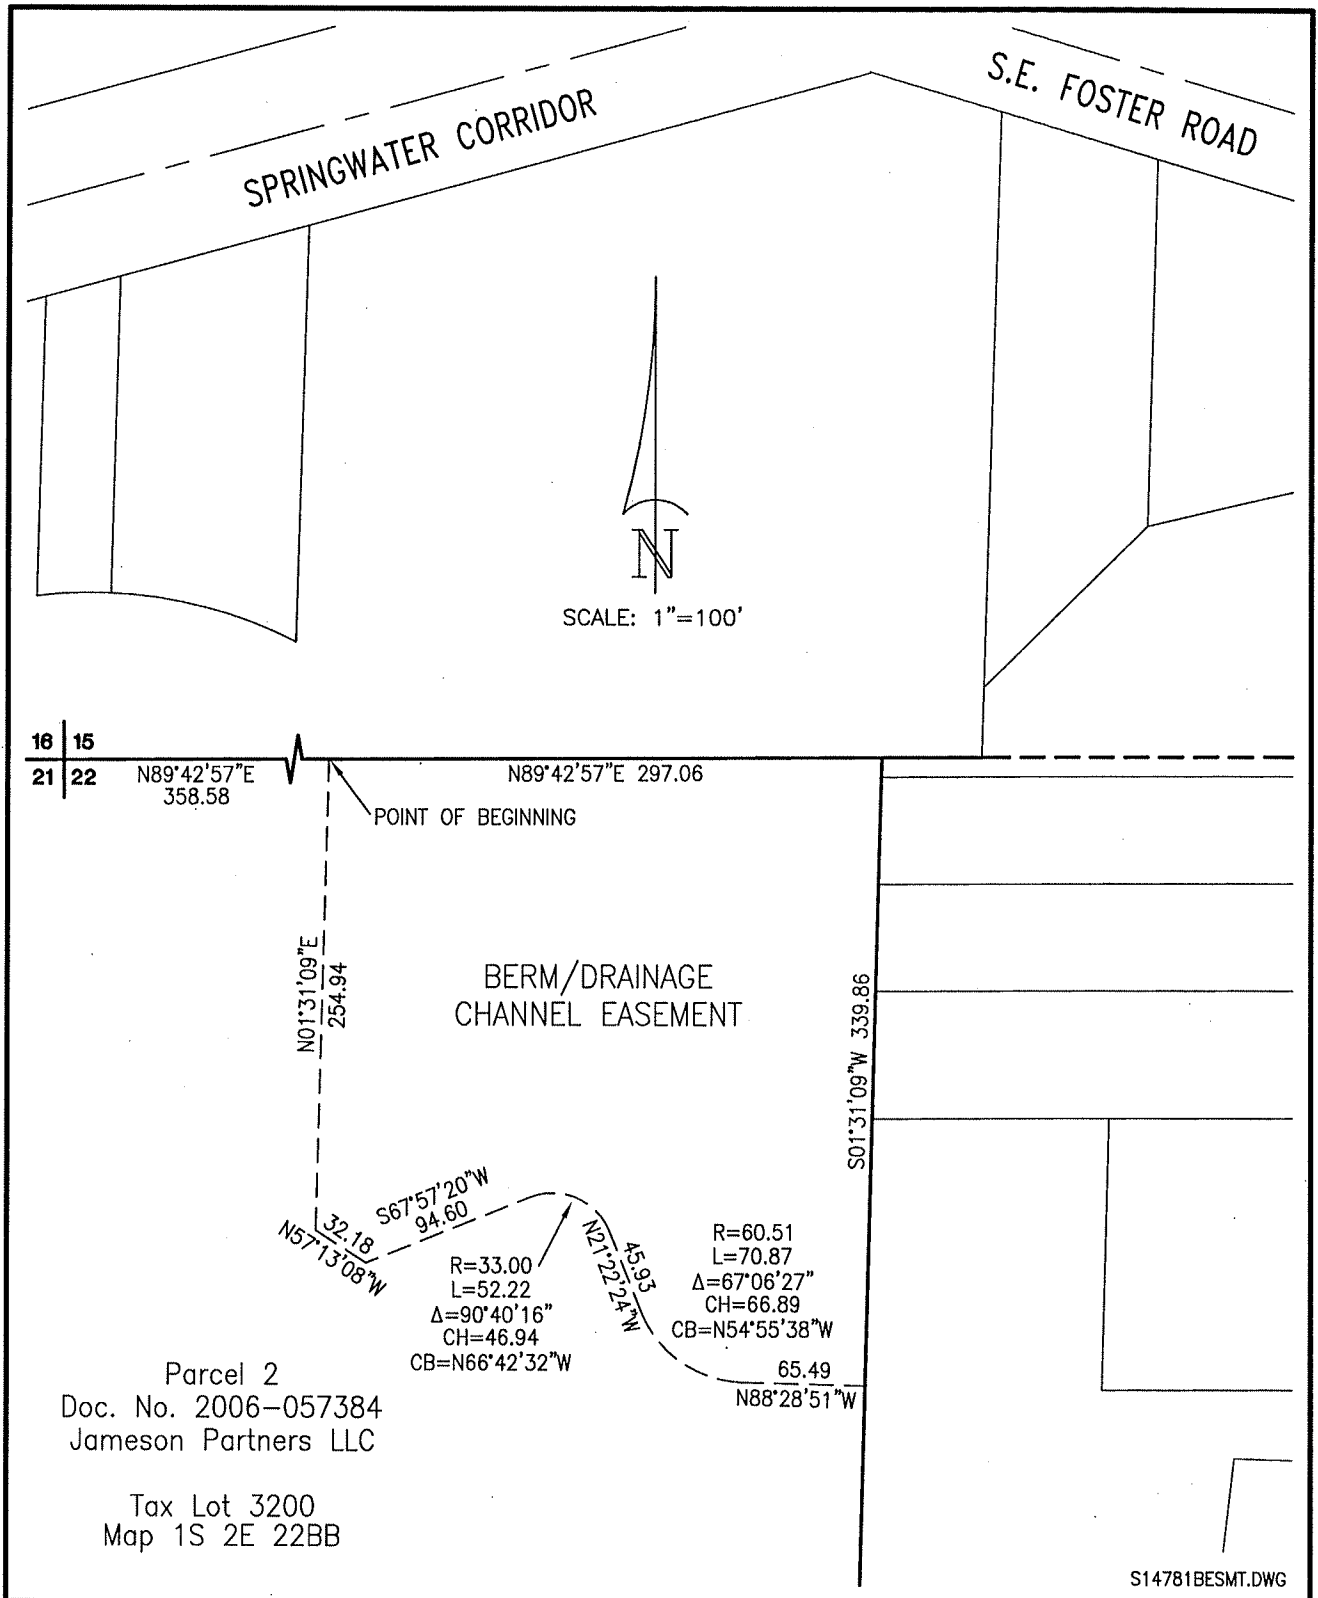 SPRINGWATER CORRIDOR
S.E. FOSTER ROAD
N
SCALE: 1"=100'
16 15
21 22
N89°42'57"E
358.58
N89°42'57"E 297.06
POINT OF BEGINNING
N01°31'09"E
254.94
BERM/DRAINAGE
CHANNEL EASEMENT
S01°31'09"W 339.86
32.18
N57°13'08"W
S67°57'20"W
94.60
R=33.00
L=52.22
Δ=90°40'16"
CH=46.94
CB=N66°42'32"W
45.93
N21°22'24"W
R=60.51
L=70.87
Δ=67°06'27"
CH=66.89
CB=N54°55'38"W
65.49
N88°28'51"W
Parcel 2
Doc. No. 2006-057384
Jameson Partners LLC
Tax Lot 3200
Map 1S 2E 22BB
S14781BESMT.DWG